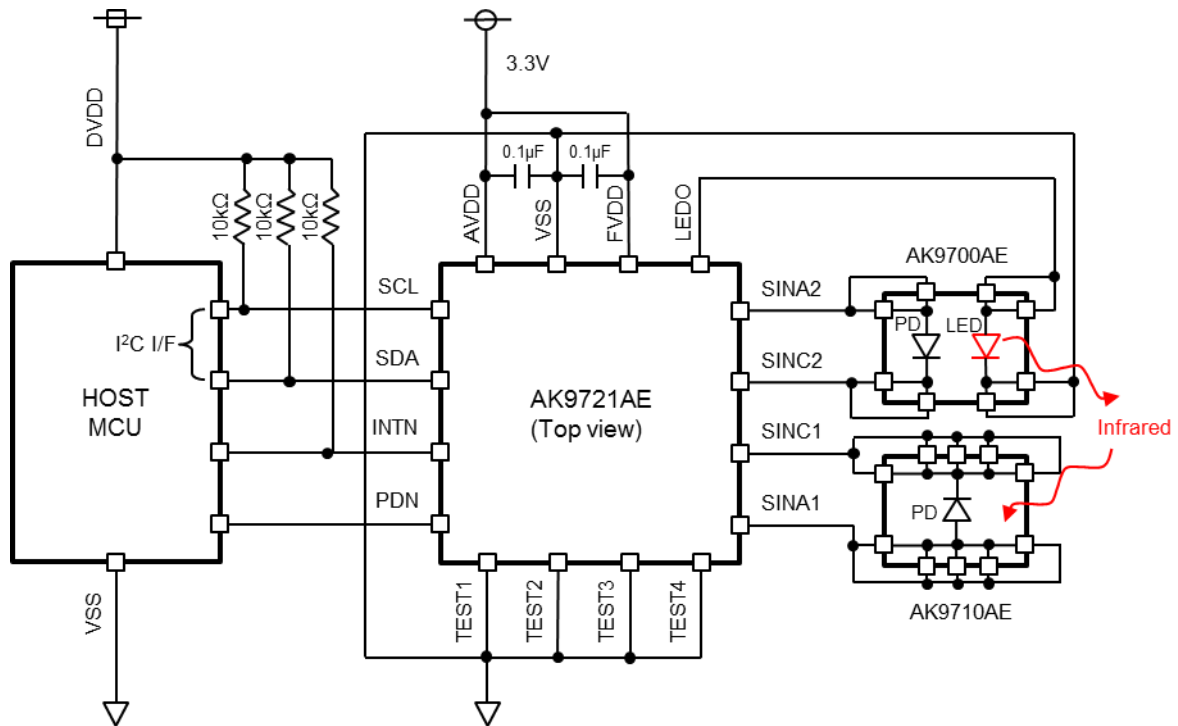 3.3V
DVDD
0.1µF
0.1µF
10kΩ
10kΩ
10kΩ
AVDD
VSS
FVDD
LEDO
AK9700AE
SCL
SINA2
PD
LED
I²C I/F
SDA
SINC2
HOST
MCU
AK9721AE
(Top view)
INTN
SINC1
Infrared
PDN
SINA1
PD
TEST1
TEST2
TEST3
TEST4
AK9710AE
VSS